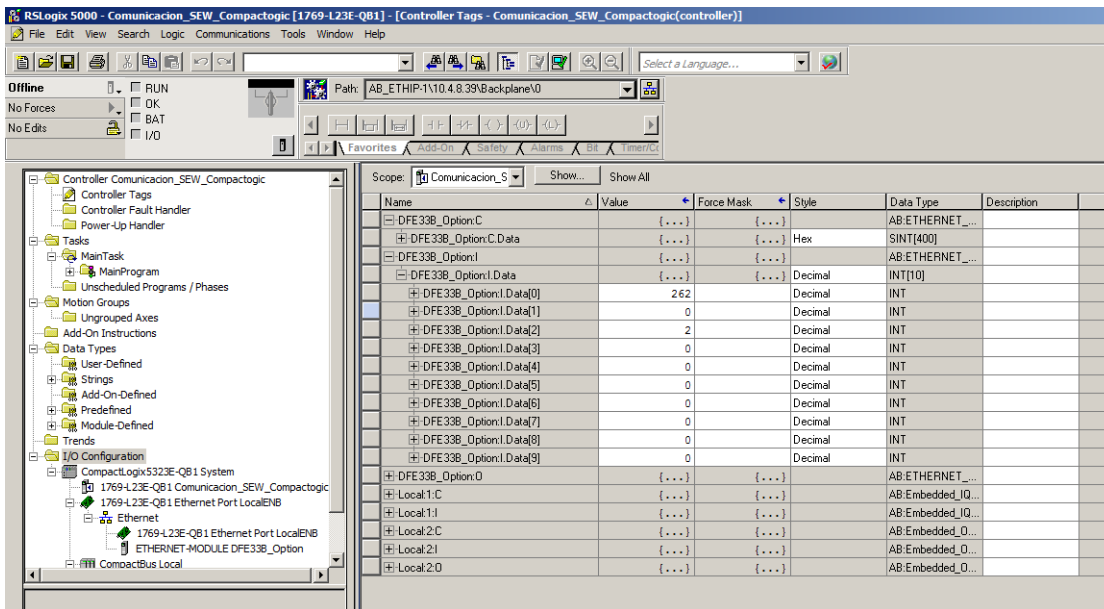 RSLogix 5000 - Comunicacion_SEW_Compactogic [1769-L23E-QB1] - [Controller Tags - Comunicacion_SEW_Compactogic(controller)]
File Edit View Search Logic Communications Tools Window Help
Select a Language...
Offline RUN Path: AB_ETHIP-1\10.4.8.39\Backplane\0
No Forces OK
No Edits BAT
I/O
Favorites Add-On Safety Alarms Bit Timer/C
Controller Comunicacion_SEW_Compactogic
Controller Tags
Controller Fault Handler
Power-Up Handler
Tasks
MainTask
MainProgram
Unscheduled Programs / Phases
Motion Groups
Ungrouped Axes
Add-On Instructions
Data Types
User-Defined
Strings
Add-On-Defined
Predefined
Module-Defined
Trends
I/O Configuration
CompactLogix5323E-QB1 System
1769-L23E-QB1 Comunicacion_SEW_Compactogic
1769-L23E-QB1 Ethernet Port LocalENB
Ethernet
1769-L23E-QB1 Ethernet Port LocalENB
ETHERNET-MODULE DFE33B_Option
CompactBus Local
Scope: Comunicacion_S Show... Show All
Name Value Force Mask Style Data Type Description
DFE33B_Option:C {...} {...} AB:ETHERNET_...
DFE33B_Option:C.Data {...} {...} Hex SINT[400]
DFE33B_Option:I {...} {...} AB:ETHERNET_...
DFE33B_Option:I.Data {...} {...} Decimal INT[10]
DFE33B_Option:I.Data[0] 262 Decimal INT
DFE33B_Option:I.Data[1] 0 Decimal INT
DFE33B_Option:I.Data[2] 2 Decimal INT
DFE33B_Option:I.Data[3] 0 Decimal INT
DFE33B_Option:I.Data[4] 0 Decimal INT
DFE33B_Option:I.Data[5] 0 Decimal INT
DFE33B_Option:I.Data[6] 0 Decimal INT
DFE33B_Option:I.Data[7] 0 Decimal INT
DFE33B_Option:I.Data[8] 0 Decimal INT
DFE33B_Option:I.Data[9] 0 Decimal INT
DFE33B_Option:O {...} {...} AB:ETHERNET_...
Local:1:C {...} {...} AB:Embedded_IQ...
Local:1:I {...} {...} AB:Embedded_IQ...
Local:2:C {...} {...} AB:Embedded_O...
Local:2:I {...} {...} AB:Embedded_O...
Local:2:O {...} {...} AB:Embedded_O...